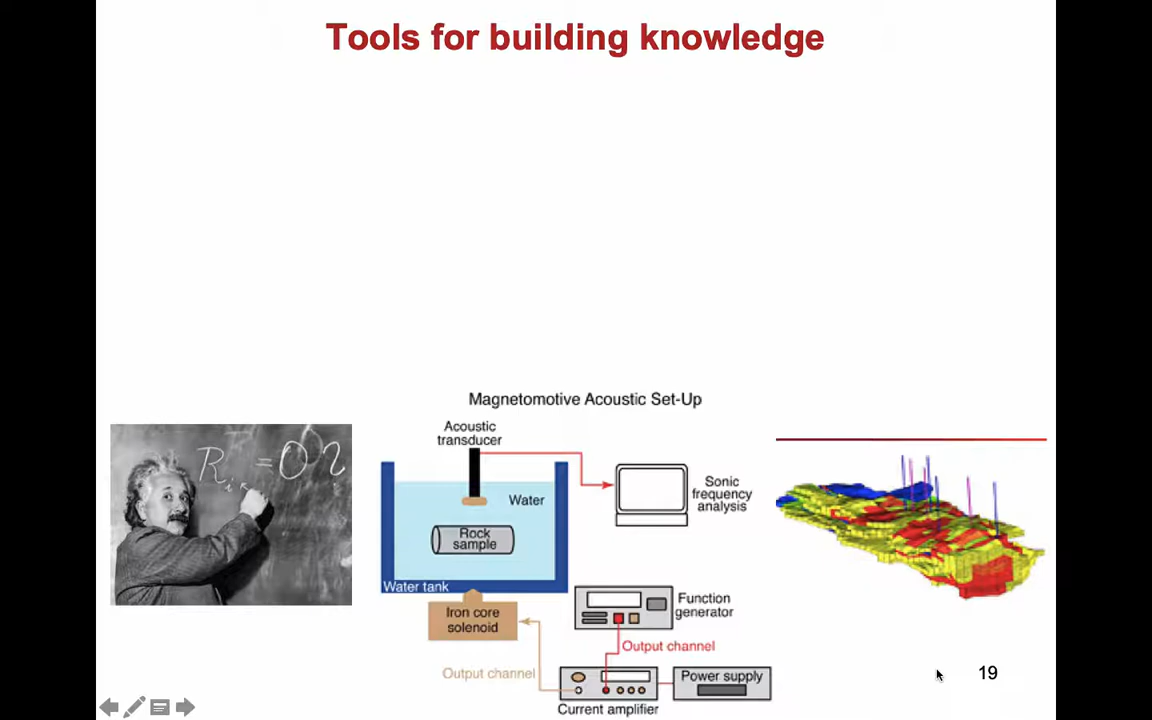 Tools for building knowledge
Magnetomotive Acoustic Set-Up
Acoustic
transducer
Water
Rock
sample
Water tank
Iron core
solenoid
Output channel
Sonic
frequency
analysis
Function
generator
Output channel
Power supply
Current amplifier
19